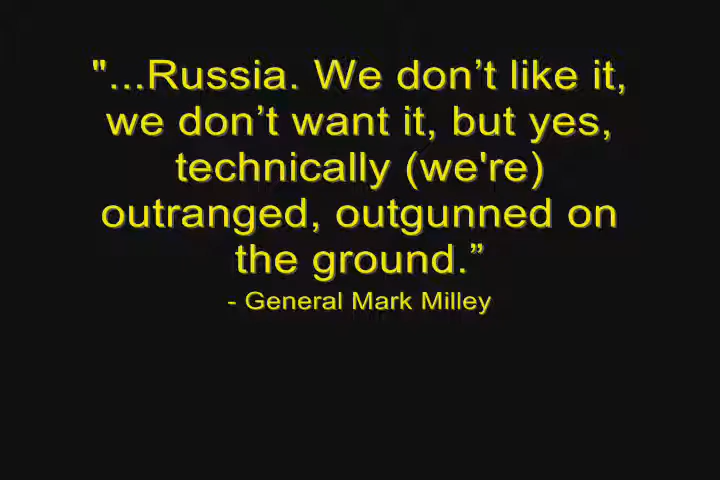 "...Russia. We don’t like it,
we don’t want it, but yes,
technically (we're)
outranged, outgunned on
the ground.”
- General Mark Milley